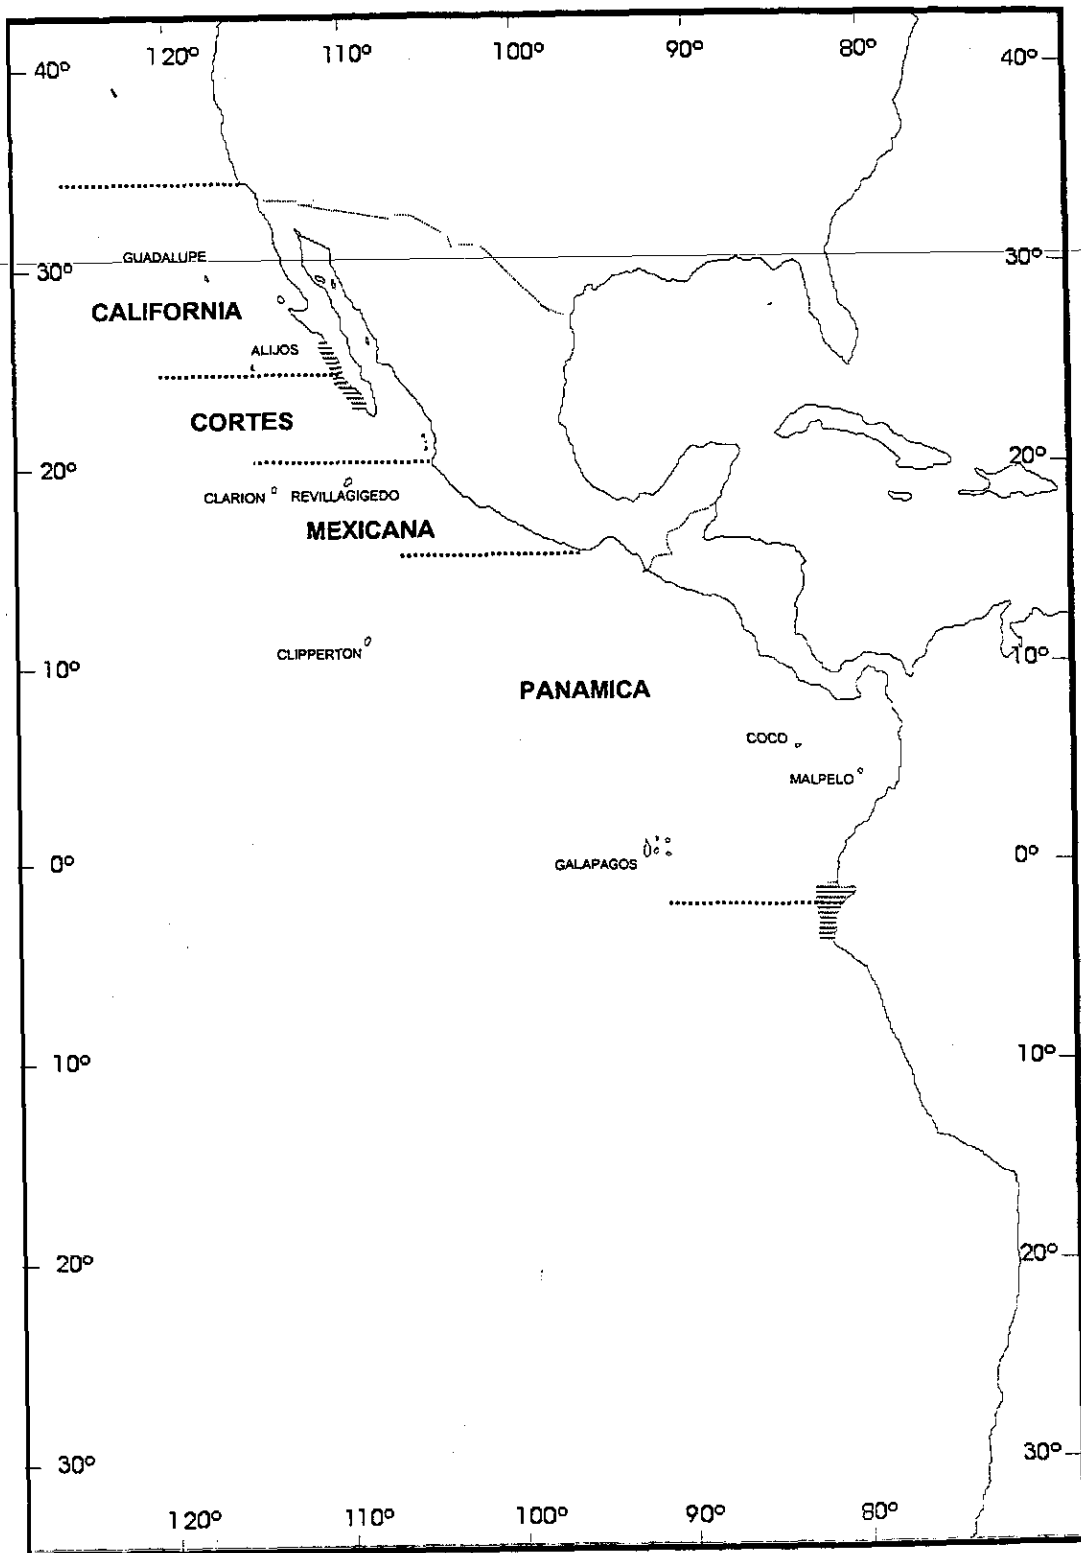 120º 110º 100º 90º 80º
40º 40º
GUADALUPE
30º 30º
CALIFORNIA
ALIJOS
CORTES
20º 20º
CLARION REVILLAGIGEDO
MEXICANA
CLIPPERTON
10º 10º
PANAMICA
COCO
MALPELO
GALAPAGOS
0º 0º
10º 10º
20º 20º
30º 30º
120º 110º 100º 90º 80º